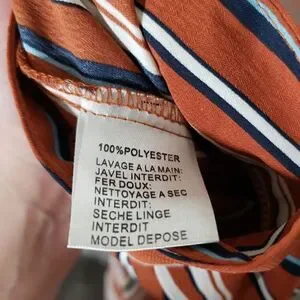 100%POLYESTER
LAVAGE A LA MAIN:
JAVEL INTERDIT:
FER DOUX:
NETTOYAGE A SEC
INTERDIT:
SECHE LINGE
INTERDIT
MODEL DEPOSE